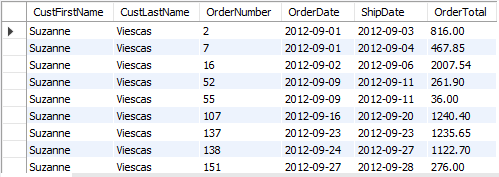 CustFirstName CustLastName OrderNumber OrderDate ShipDate OrderTotal
Suzanne Viescas 2 2012-09-01 2012-09-03 816.00
Suzanne Viescas 7 2012-09-01 2012-09-04 467.85
Suzanne Viescas 16 2012-09-02 2012-09-06 2007.54
Suzanne Viescas 52 2012-09-09 2012-09-11 261.90
Suzanne Viescas 55 2012-09-09 2012-09-11 36.00
Suzanne Viescas 107 2012-09-16 2012-09-20 1240.40
Suzanne Viescas 137 2012-09-23 2012-09-23 1235.65
Suzanne Viescas 138 2012-09-24 2012-09-27 1122.70
Suzanne Viescas 151 2012-09-27 2012-09-28 276.00